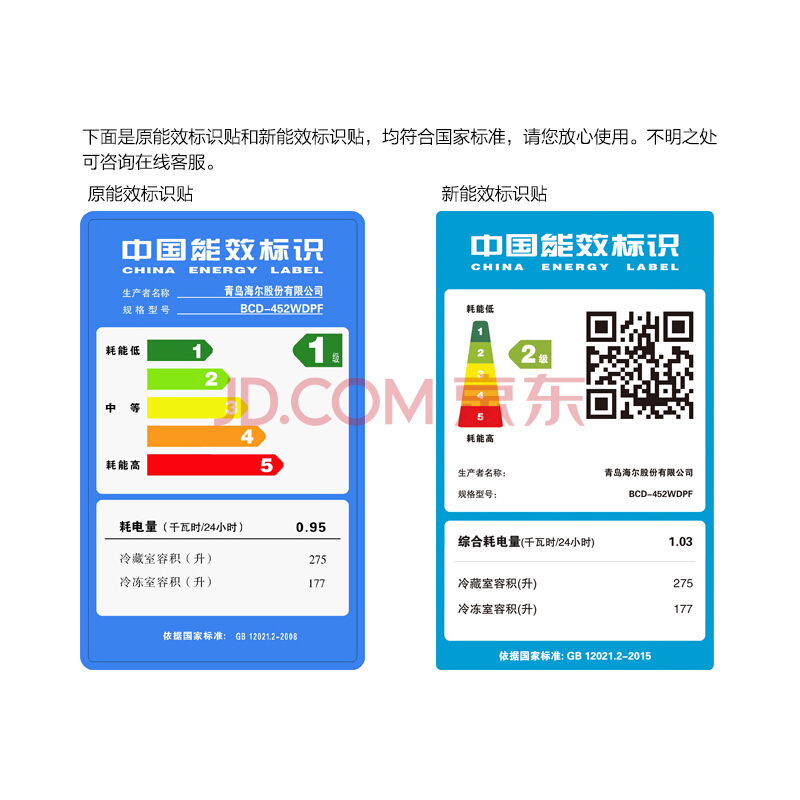 下面是原能效标识贴和新能效标识贴，均符合国家标准，请您放心使用。不明之处
可咨询在线客服。
原能效标识贴
中国能效标识
CHINA ENERGY LABEL
生产者名称 青岛海尔股份有限公司
规格型号 BCD-452WDPF
耗能低
1
2
中 等
3
4
耗能高
5
1级
耗电量（千瓦时/24小时） 0.95
冷藏室容积（升） 275
冷冻室容积（升） 177
依据国家标准: GB 12021.2-2008
新能效标识贴
中国能效标识
CHINA ENERGY LABEL
耗能低
1
2
3
4
5
耗能高
2级
生产者名称: 青岛海尔股份有限公司
规格型号: BCD-452WDPF
综合耗电量(千瓦时/24小时) 1.03
冷藏室容积(升) 275
冷冻室容积(升) 177
依据国家标准: GB 12021.2-2015
JD.COM 京东